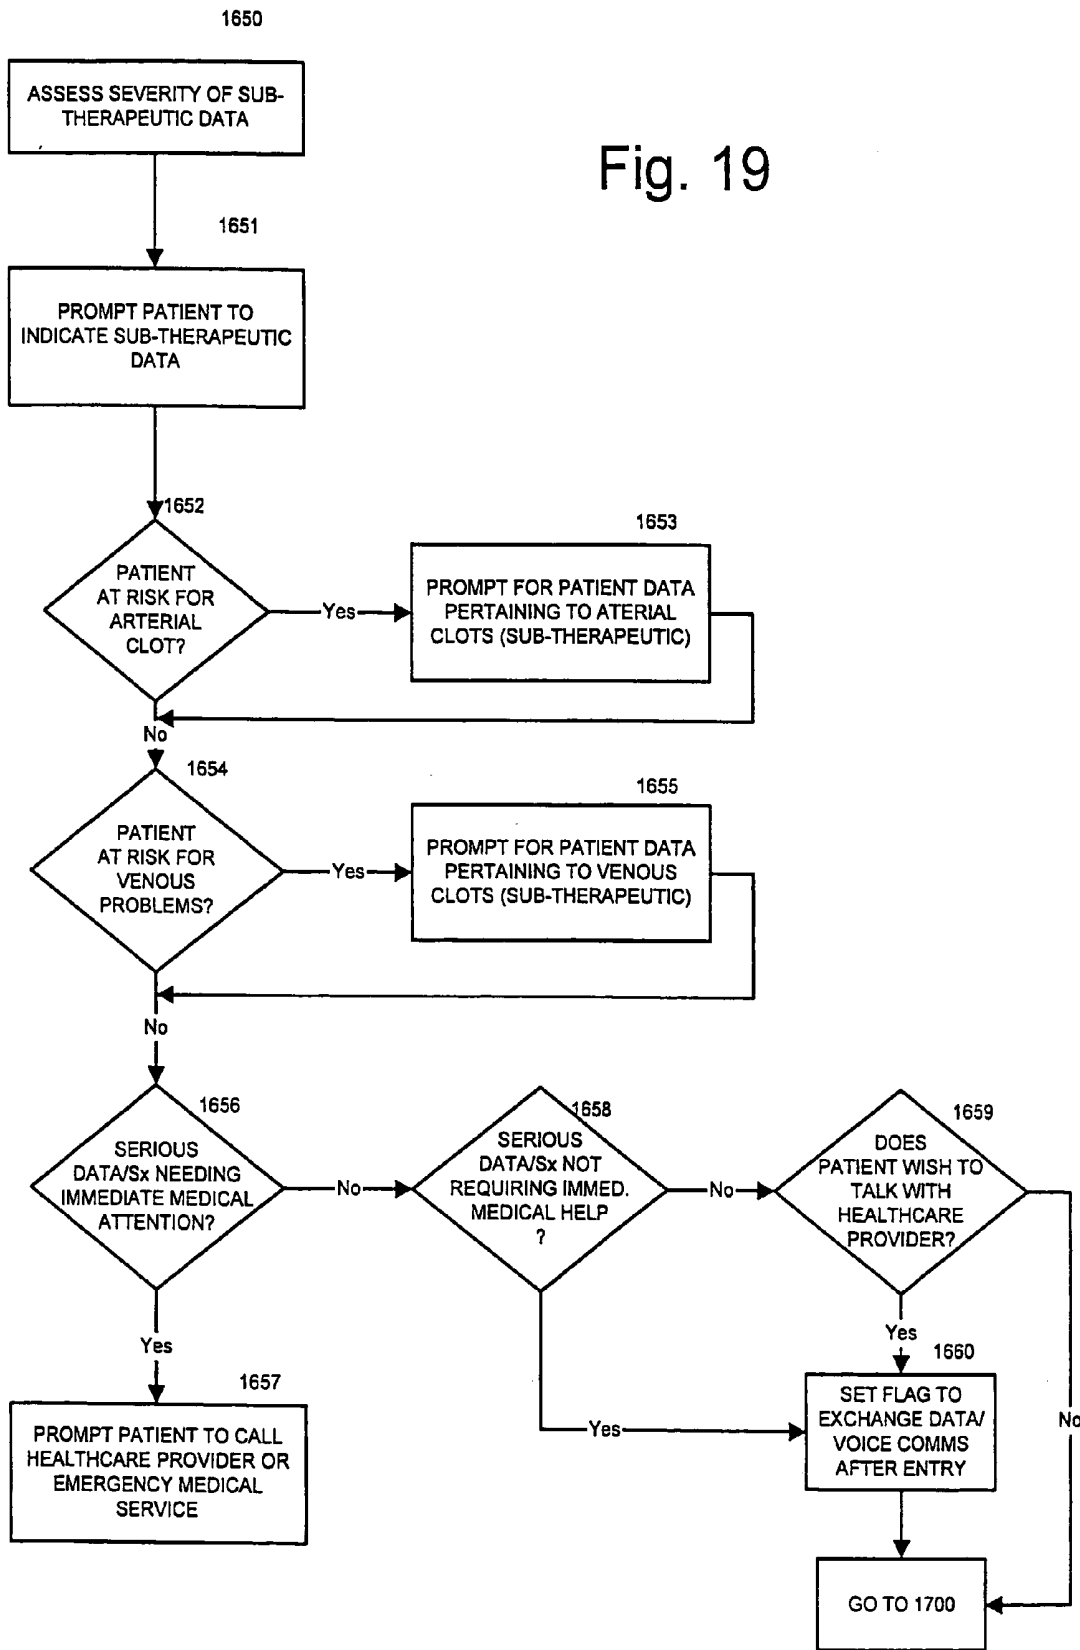 1650
ASSESS SEVERITY OF SUB-
THERAPEUTIC DATA
Fig. 19
1651
PROMPT PATIENT TO
INDICATE SUB-THERAPEUTIC
DATA
1652
PATIENT
AT RISK FOR
ARTERIAL
CLOT?
Yes
1653
PROMPT FOR PATIENT DATA
PERTAINING TO ATERIAL
CLOTS (SUB-THERAPEUTIC)
No
1654
PATIENT
AT RISK FOR
VENOUS
PROBLEMS?
Yes
1655
PROMPT FOR PATIENT DATA
PERTAINING TO VENOUS
CLOTS (SUB-THERAPEUTIC)
No
1656
SERIOUS
DATA/Sx NEEDING
IMMEDIATE MEDICAL
ATTENTION?
No
1658
SERIOUS
DATA/Sx NOT
REQUIRING IMMED.
MEDICAL HELP
?
No
1659
DOES
PATIENT WISH TO
TALK WITH
HEALTHCARE
PROVIDER?
Yes
1657
PROMPT PATIENT TO CALL
HEALTHCARE PROVIDER OR
EMERGENCY MEDICAL
SERVICE
Yes
Yes
1660
SET FLAG TO
EXCHANGE DATA/
VOICE COMMS
AFTER ENTRY
No
GO TO 1700